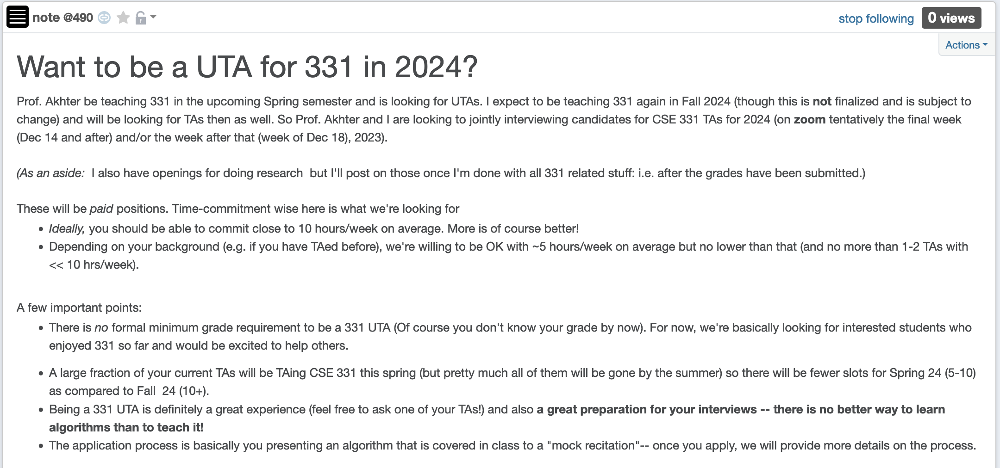 note @490
stop following
0 views
Actions
Want to be a UTA for 331 in 2024?
Prof. Akhter be teaching 331 in the upcoming Spring semester and is looking for UTAs. I expect to be teaching 331 again in Fall 2024 (though this is not finalized and is subject to
change) and will be looking for TAs then as well. So Prof. Akhter and I are looking to jointly interviewing candidates for CSE 331 TAs for 2024 (on zoom tentatively the final week
(Dec 14 and after) and/or the week after that (week of Dec 18), 2023).
(As an aside:  I also have openings for doing research  but I'll post on those once I'm done with all 331 related stuff: i.e. after the grades have been submitted.)
These will be paid positions. Time-commitment wise here is what we're looking for
• Ideally, you should be able to commit close to 10 hours/week on average. More is of course better!
• Depending on your background (e.g. if you have TAed before), we're willing to be OK with ~5 hours/week on average but no lower than that (and no more than 1-2 TAs with
<< 10 hrs/week).
A few important points:
• There is no formal minimum grade requirement to be a 331 UTA (Of course you don't know your grade by now). For now, we're basically looking for interested students who
enjoyed 331 so far and would be excited to help others.
• A large fraction of your current TAs will be TAing CSE 331 this spring (but pretty much all of them will be gone by the summer) so there will be fewer slots for Spring 24 (5-10)
as compared to Fall  24 (10+).
• Being a 331 UTA is definitely a great experience (feel free to ask one of your TAs!) and also a great preparation for your interviews -- there is no better way to learn
algorithms than to teach it!
• The application process is basically you presenting an algorithm that is covered in class to a "mock recitation"-- once you apply, we will provide more details on the process.